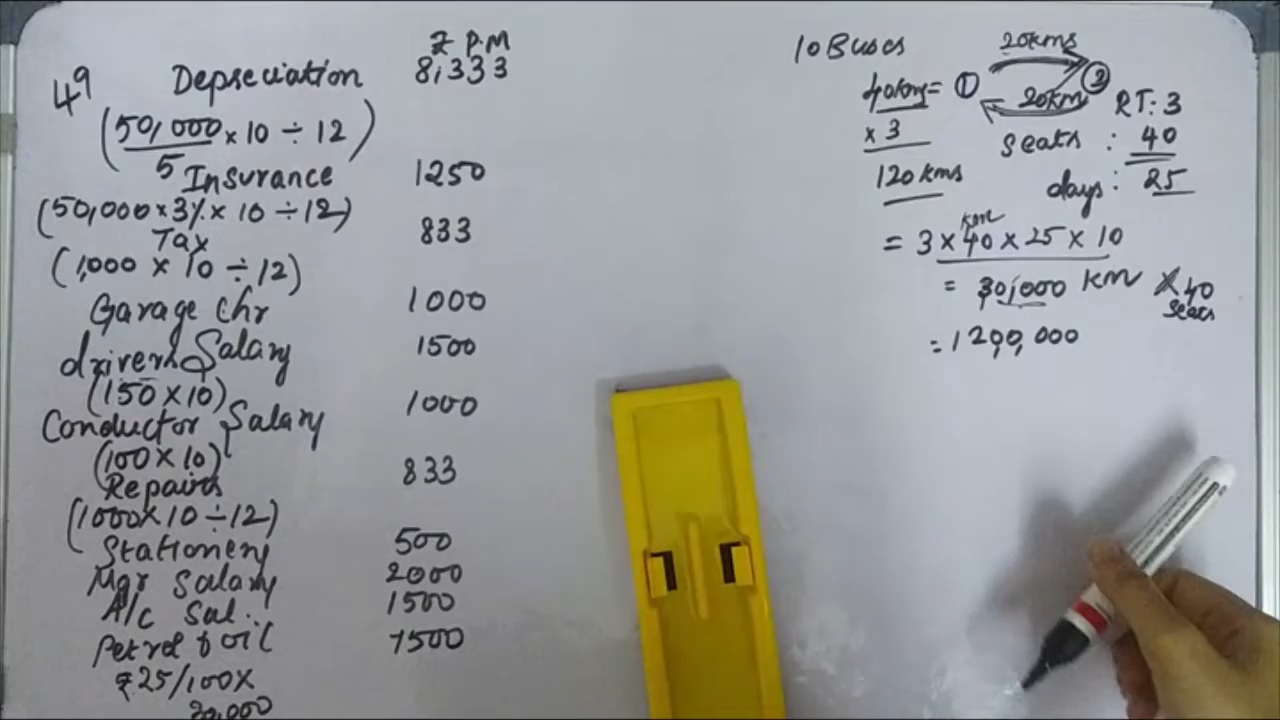 49
₹ P.M
Depreciation 8,333
(50,000 × 10 ÷ 12)
5
Insurance 1250
(50,000 × 3% × 10 ÷ 12)
Tax 833
(1,000 × 10 ÷ 12)
Garage Chr 1000
drivers Salary 1500
(150 × 10)
Conductor Salary 1000
(100 × 10)
Repairs 833
(1000 × 10 ÷ 12)
Stationery 500
Mgr Salary 2000
A/c Sal.. 1500
Petrol & oil 7500
₹25/100 ×
30,000
10 Buses
20kms
40kms = ① ②
20km
RT: 3
× 3
seats : 40
120 kms
days : 25
km
= 3 × 40 × 25 × 10
= 30,000 km × 40
seats
= 1200,000